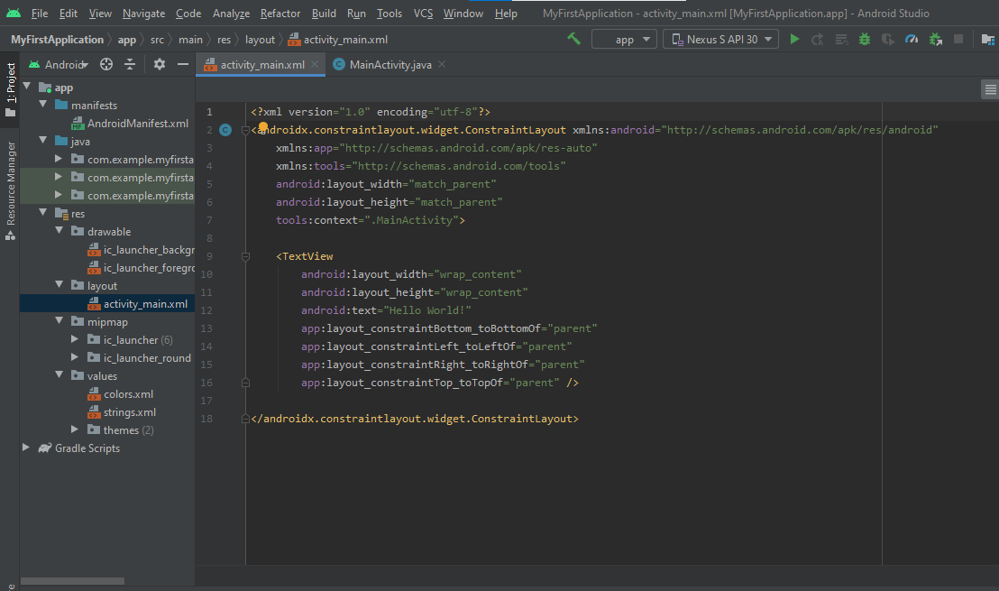 File Edit View Navigate Code Analyze Refactor Build Run Tools VCS Window Help MyFirstApplication - activity_main.xml [MyFirstApplication.app] - Android Studio
MyFirstApplication app src main res layout activity_main.xml app Nexus S API 30
Android activity_main.xml MainActivity.java
1: Project
Resource Manager
app
manifests
AndroidManifest.xml
java
com.example.myfirsta
com.example.myfirsta
com.example.myfirsta
res
drawable
ic_launcher_backgr
ic_launcher_foregro
layout
activity_main.xml
mipmap
ic_launcher (6)
ic_launcher_round
values
colors.xml
strings.xml
themes (2)
Gradle Scripts
1 <?xml version="1.0" encoding="utf-8"?>
2 <androidx.constraintlayout.widget.ConstraintLayout xmlns:android="http://schemas.android.com/apk/res/android"
3 xmlns:app="http://schemas.android.com/apk/res-auto"
4 xmlns:tools="http://schemas.android.com/tools"
5 android:layout_width="match_parent"
6 android:layout_height="match_parent"
7 tools:context=".MainActivity">
8
9 <TextView
10 android:layout_width="wrap_content"
11 android:layout_height="wrap_content"
12 android:text="Hello World!"
13 app:layout_constraintBottom_toBottomOf="parent"
14 app:layout_constraintLeft_toLeftOf="parent"
15 app:layout_constraintRight_toRightOf="parent"
16 app:layout_constraintTop_toTopOf="parent" />
17
18 </androidx.constraintlayout.widget.ConstraintLayout>